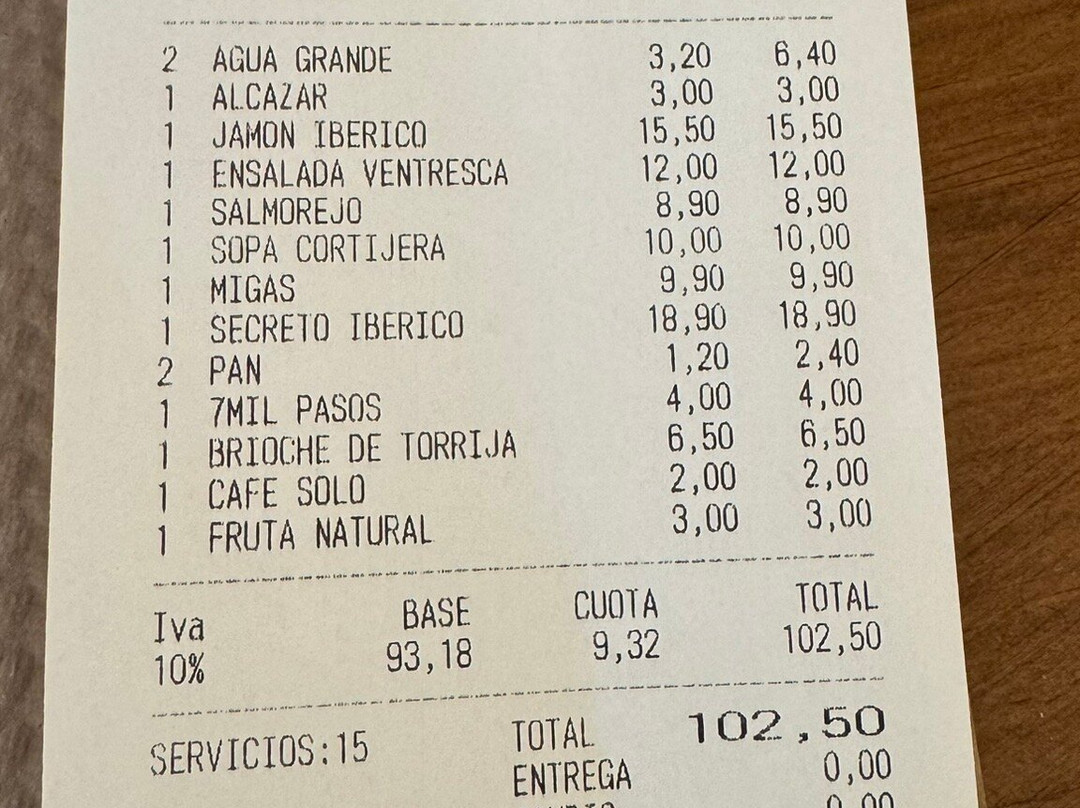 2 AGUA GRANDE 3,20 6,40
1 ALCAZAR 3,00 3,00
1 JAMON IBERICO 15,50 15,50
1 ENSALADA VENTRESCA 12,00 12,00
1 SALMOREJO 8,90 8,90
1 SOPA CORTIJERA 10,00 10,00
1 MIGAS 9,90 9,90
1 SECRETO IBERICO 18,90 18,90
2 PAN 1,20 2,40
1 7MIL PASOS 4,00 4,00
1 BRIOCHE DE TORRIJA 6,50 6,50
1 CAFE SOLO 2,00 2,00
1 FRUTA NATURAL 3,00 3,00
Iva BASE CUOTA TOTAL
10% 93,18 9,32 102,50
SERVICIOS:15 TOTAL 102,50
ENTREGA 0,00